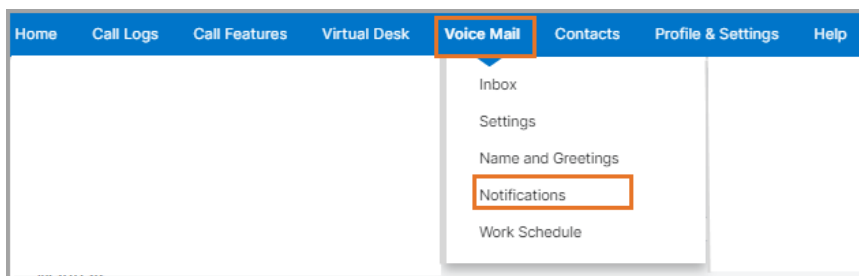 Home Call Logs Call Features Virtual Desk Voice Mail Contacts Profile & Settings Help
Inbox
Settings
Name and Greetings
Notifications
Work Schedule